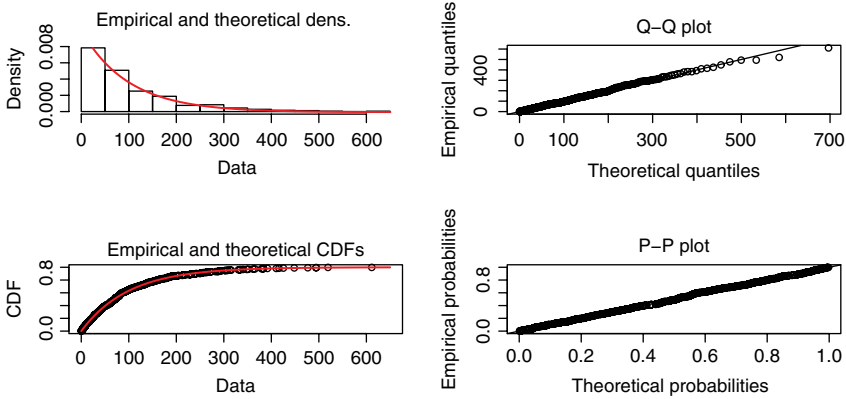 Empirical and theoretical dens.
Density
0.000 0.008
0 100 200 300 400 500 600
Data
Q−Q plot
Empirical quantiles
0 400
0 100 300 500 700
Theoretical quantiles
Empirical and theoretical CDFs
CDF
0.0 0.8
0 100 200 300 400 500 600
Data
P−P plot
Empirical probabilities
0.0 0.8
0.0 0.2 0.4 0.6 0.8 1.0
Theoretical probabilities